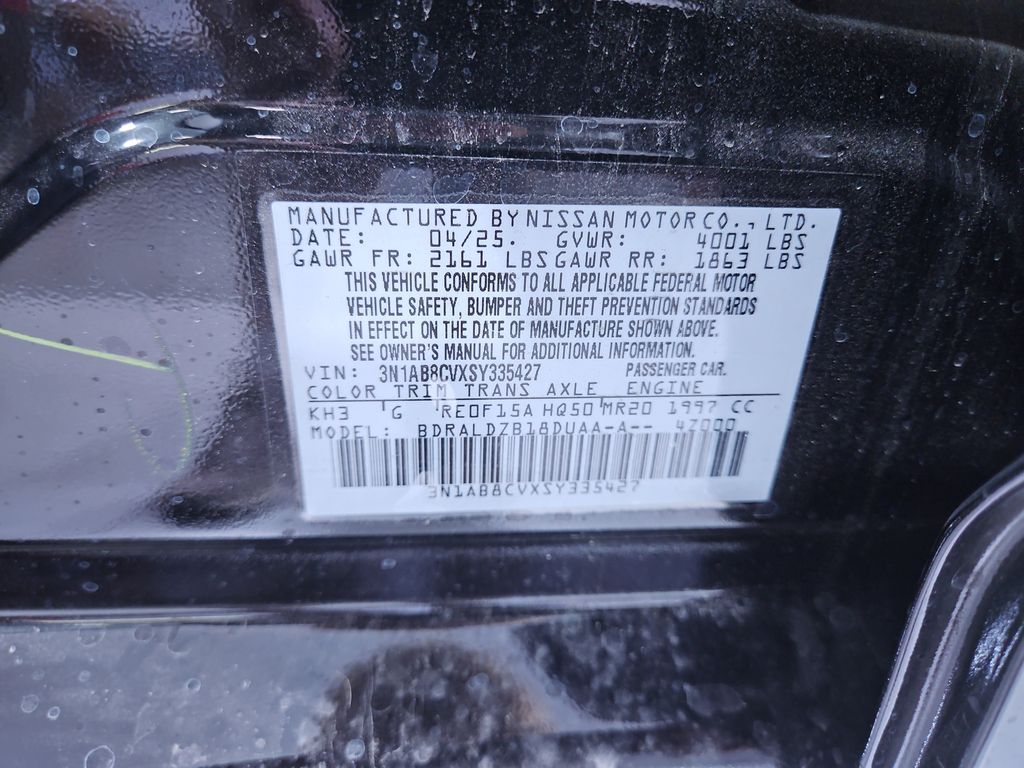 MANUFACTURED BY NISSAN MOTOR CO., LTD.
DATE: 04/25. GVWR: 4001 LBS
GAWR FR: 2161 LBS GAWR RR: 1863 LBS
THIS VEHICLE CONFORMS TO ALL APPLICABLE FEDERAL MOTOR
VEHICLE SAFETY, BUMPER AND THEFT PREVENTION STANDARDS
IN EFFECT ON THE DATE OF MANUFACTURE SHOWN ABOVE.
SEE OWNER'S MANUAL FOR ADDITIONAL INFORMATION.
VIN: 3N1AB8CVXSY335427 PASSENGER CAR.
COLOR TRIM TRANS AXLE ENGINE
KH3 G RE0F15A HQ50 MR20 1997 CC
MODEL: BDRALDZB18DUAA-A-- 4Z000
3N1AB8CVXSY335427